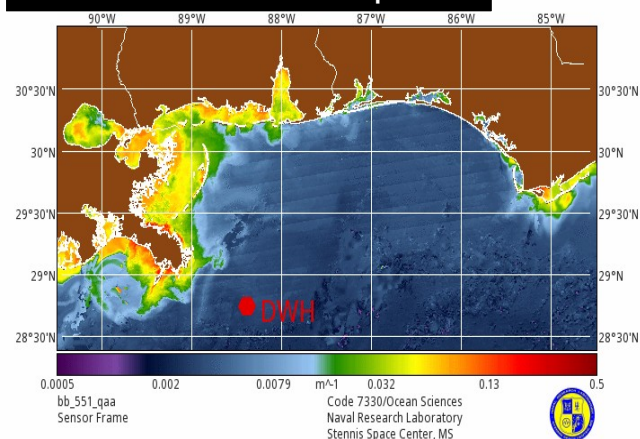 90°W 89°W 88°W 87°W 86°W 85°W
30°30'N 30°30'N
30°N 30°N
29°30'N 29°30'N
29°N 29°N
DWH
28°30'N 28°30'N
0.0005 0.002 0.0079 m^-1 0.032 0.13 0.5
bb_551_qaa
Sensor Frame
Code 7330/Ocean Sciences
Naval Research Laboratory
Stennis Space Center, MS